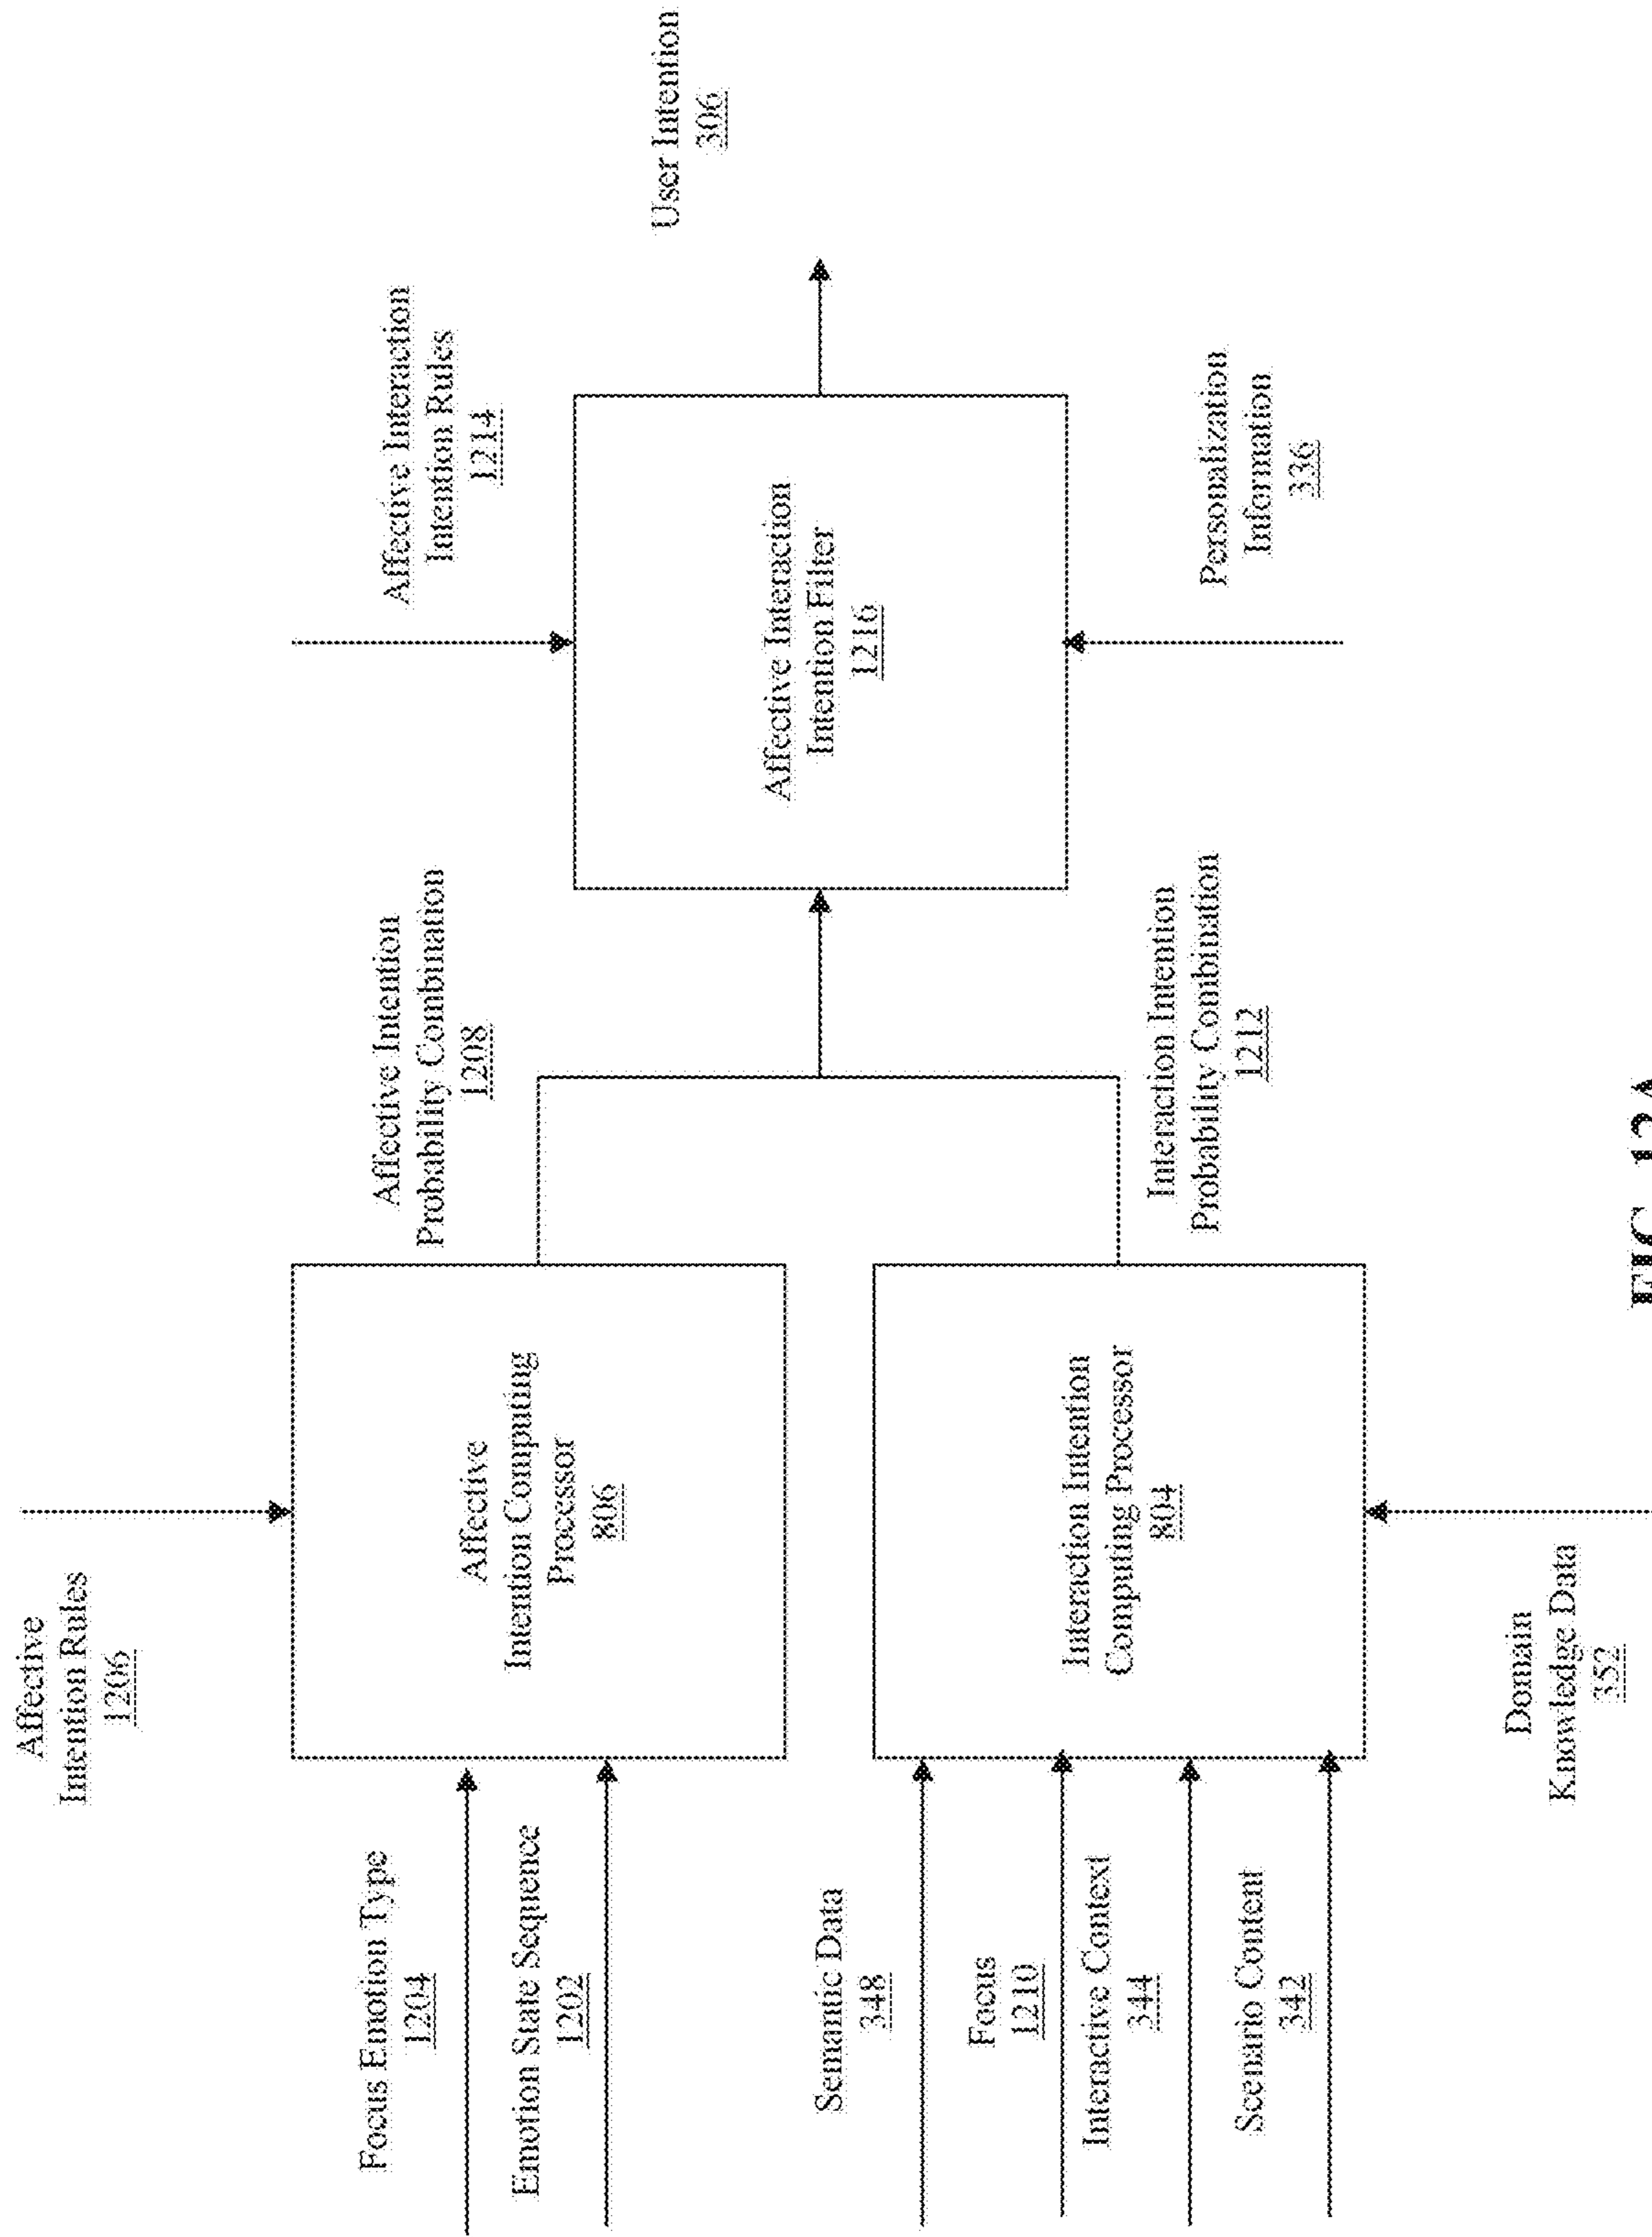 Affective
Intention Rules
1206
Focus Emotion Type
1204
Emotion State Sequence
1202
Affective
Intention Computing
Processor
806
Affective Intention
Probability Combination
1208
Affective Interaction
Intention Rules
1214
Affective Interaction
Intention Filter
1216
User Intention
306
Semantic Data
348
Focus
1210
Interactive Context
344
Scenario Content
342
Interaction Intention
Computing Processor
804
Interaction Intention
Probability Combination
1212
Personalization
Information
336
Domain
Knowledge Data
352
FIG. 12A